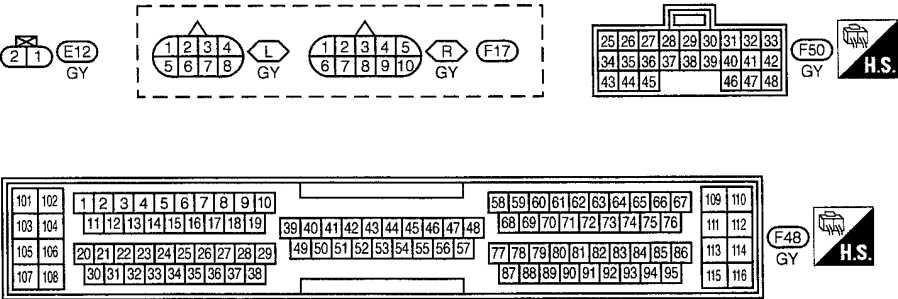 2 1 E12
GY
1 2 3 4
5 6 7 8
L
GY
1 2 3 4 5
6 7 8 9 10
R
GY
F17
25 26 27 28 29 30 31 32 33
34 35 36 37 38 39 40 41 42
43 44 45 46 47 48
F50
GY
H.S.
101 102
103 104
105 106
107 108
1 2 3 4 5 6 7 8 9 10
11 12 13 14 15 16 17 18 19
20 21 22 23 24 25 26 27 28 29
30 31 32 33 34 35 36 37 38
39 40 41 42 43 44 45 46 47 48
49 50 51 52 53 54 55 56 57
58 59 60 61 62 63 64 65 66 67
68 69 70 71 72 73 74 75 76
77 78 79 80 81 82 83 84 85 86
87 88 89 90 91 92 93 94 95
109 110
111 112
113 114
115 116
F48
GY
H.S.